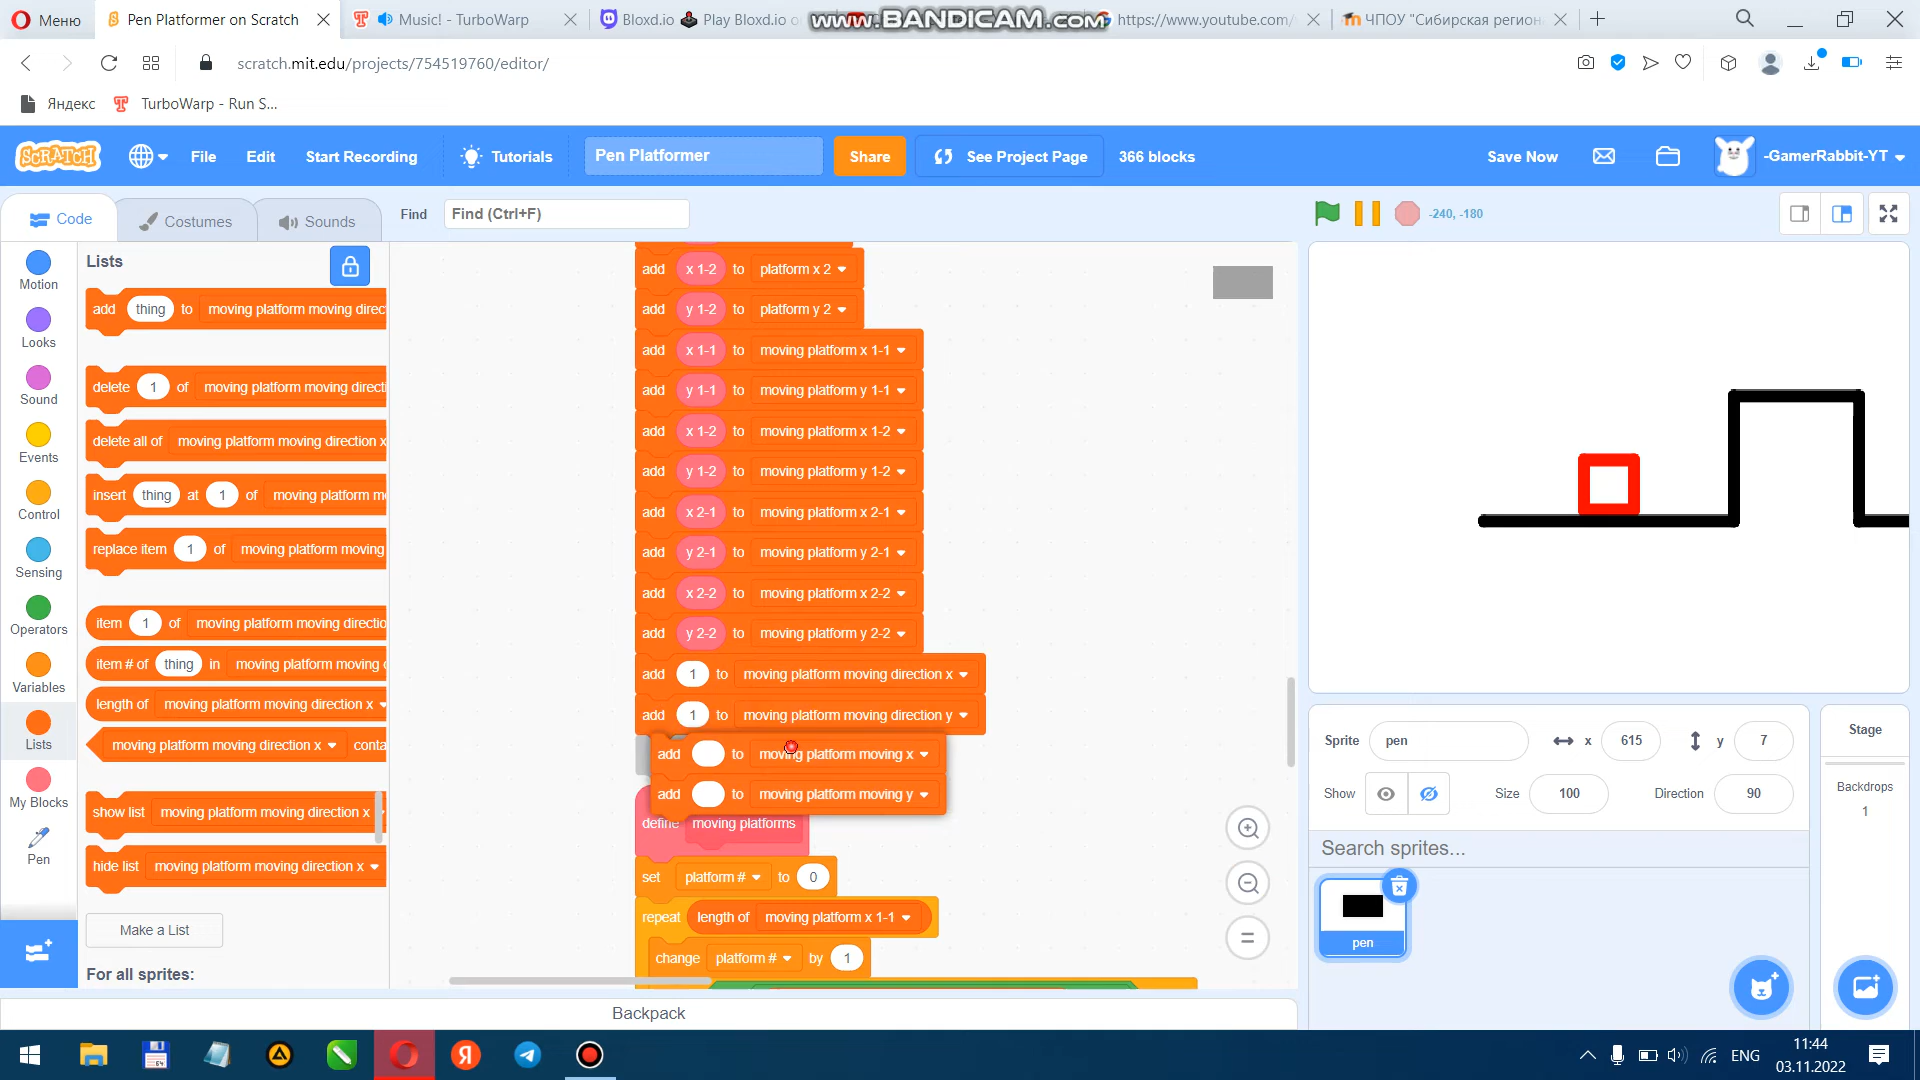 Меню
Pen Platformer on Scratch
Music! - TurboWarp
Bloxd.io
Play Bloxd.io o
www.BANDICAM.com
https://www.youtube.com/
ЧПОУ "Сибирская регион
scratch.mit.edu/projects/754519760/editor/
Яндекс
TurboWarp - Run S...
SCRATCH
File
Edit
Start Recording
Tutorials
Pen Platformer
Share
See Project Page
366 blocks
Save Now
-GamerRabbit-YT
Code
Costumes
Sounds
Find
Find (Ctrl+F)
-240, -180
Motion
Looks
Sound
Events
Control
Sensing
Operators
Variables
Lists
My Blocks
Pen
Lists
add thing to moving platform moving direc
delete 1 of moving platform moving directi
delete all of moving platform moving direction x
insert thing at 1 of moving platform m
replace item 1 of moving platform moving
item 1 of moving platform moving directio
item # of thing in moving platform moving
length of moving platform moving direction x
moving platform moving direction x conta
show list moving platform moving direction x
hide list moving platform moving direction x
Make a List
For all sprites:
add x 1-2 to platform x 2
add y 1-2 to platform y 2
add x 1-1 to moving platform x 1-1
add y 1-1 to moving platform y 1-1
add x 1-2 to moving platform x 1-2
add y 1-2 to moving platform y 1-2
add x 2-1 to moving platform x 2-1
add y 2-1 to moving platform y 2-1
add x 2-2 to moving platform x 2-2
add y 2-2 to moving platform y 2-2
add 1 to moving platform moving direction x
add 1 to moving platform moving direction y
add to moving platform moving x
add to moving platform moving y
define moving platforms
set platform # to 0
repeat length of moving platform x 1-1
change platform # by 1
Backpack
Sprite
pen
x
615
y
7
Show
Size
100
Direction
90
Search sprites...
pen
Stage
Backdrops
1
64
Я
ENG
11:44
03.11.2022